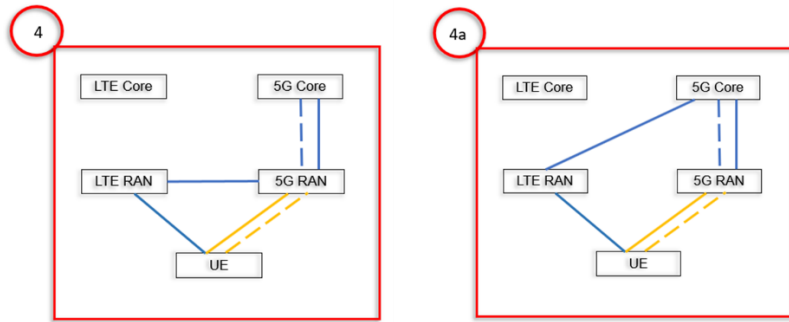 4
LTE Core
5G Core
LTE RAN
5G RAN
UE
4a
LTE Core
5G Core
LTE RAN
5G RAN
UE